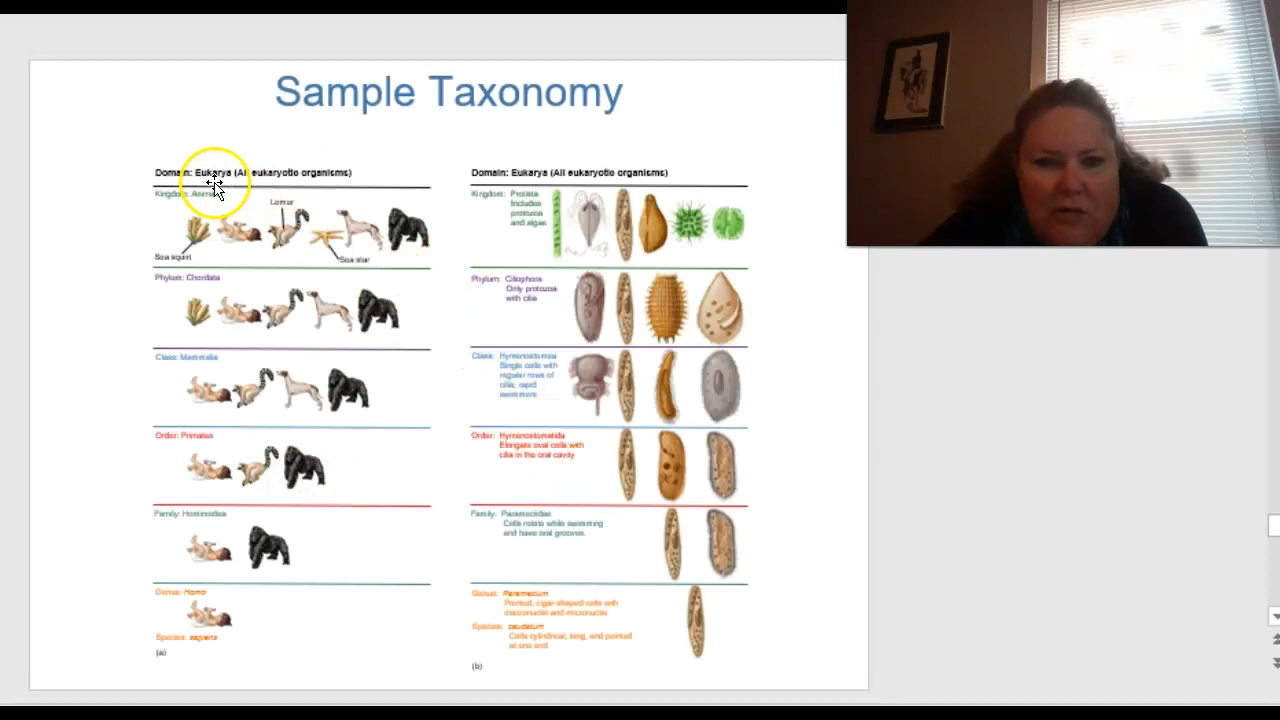 Sample Taxonomy
Domain: Eukarya (All eukaryotic organisms)
Kingdom: Animalia
Lemur
Sea squirt
Sea star
Phylum: Chordata
Class: Mammalia
Order: Primates
Family: Hominoidea
Genus: Homo
Species: sapiens
(a)
Domain: Eukarya (All eukaryotic organisms)
Kingdom: Protista
Includes
protozoa
and algae
Phylum: Ciliophora
Only protozoa
with cilia
Class: Hymenostomea
Single cells with
regular rows of
cilia; rapid
swimmers
Order: Hymenostomatida
Elongate oval cells with
cilia in the oral cavity
Family: Parameciidae
Cells rotate while swimming
and have oral grooves.
Genus: Paramecium
Pointed, cigar-shaped cells with
macronuclei and micronuclei
Species: caudatum
Cells cylindrical, long, and pointed
at one end
(b)